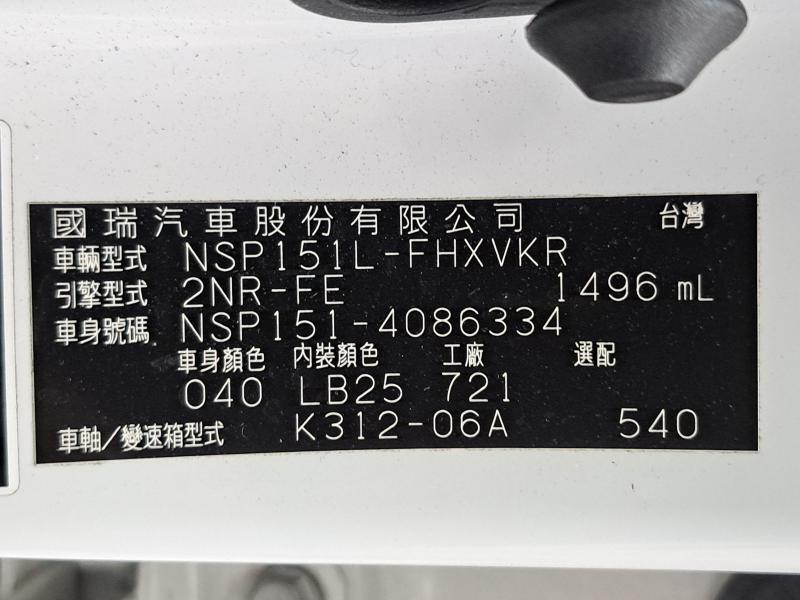 國瑞汽車股份有限公司 台灣
車輛型式 NSP151L-FHXVKR
引擎型式 2NR-FE 1496 mL
車身號碼 NSP151-4086334
車身顏色 內裝顏色 工廠 選配
040 LB25 721
車軸/變速箱型式 K312-06A 540